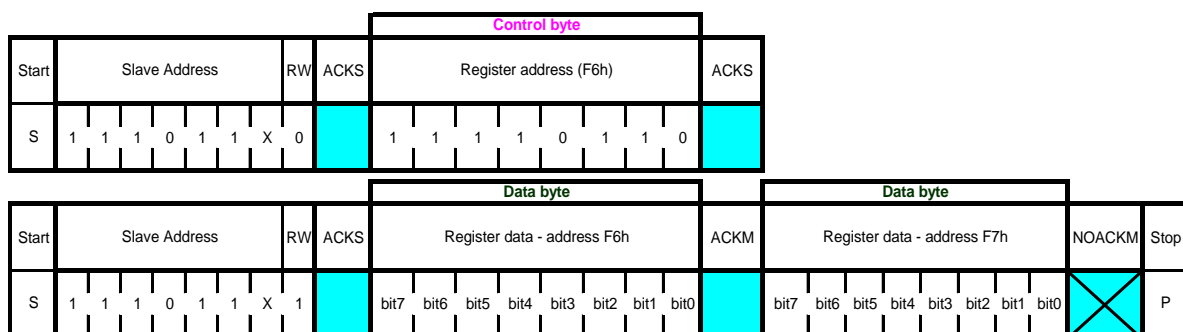 Control byte
Start Slave Address RW ACKS Register address (F6h) ACKS
S 1 1 1 0 1 1 X 0 1 1 1 1 0 1 1 0
Data byte Data byte
Start Slave Address RW ACKS Register data - address F6h ACKM Register data - address F7h NOACKM Stop
S 1 1 1 0 1 1 X 1 bit7 bit6 bit5 bit4 bit3 bit2 bit1 bit0 bit7 bit6 bit5 bit4 bit3 bit2 bit1 bit0 P